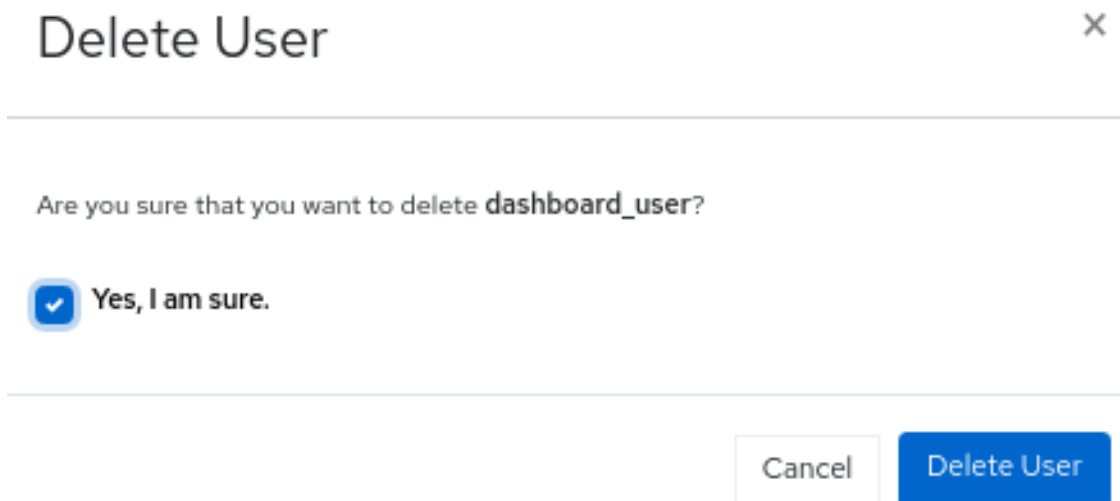 Delete User
Are you sure that you want to delete dashboard_user?
Yes, I am sure.
Cancel
Delete User